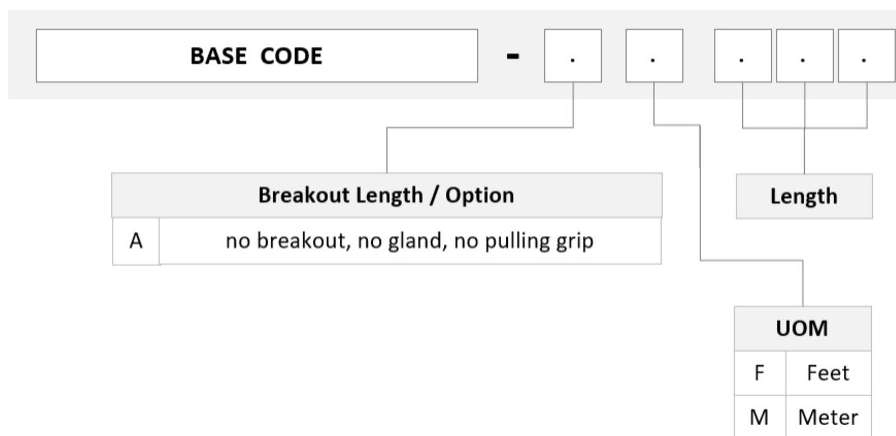 BASE CODE - . . . . .
Breakout Length / Option
A no breakout, no gland, no pulling grip
Length
UOM
F Feet
M Meter